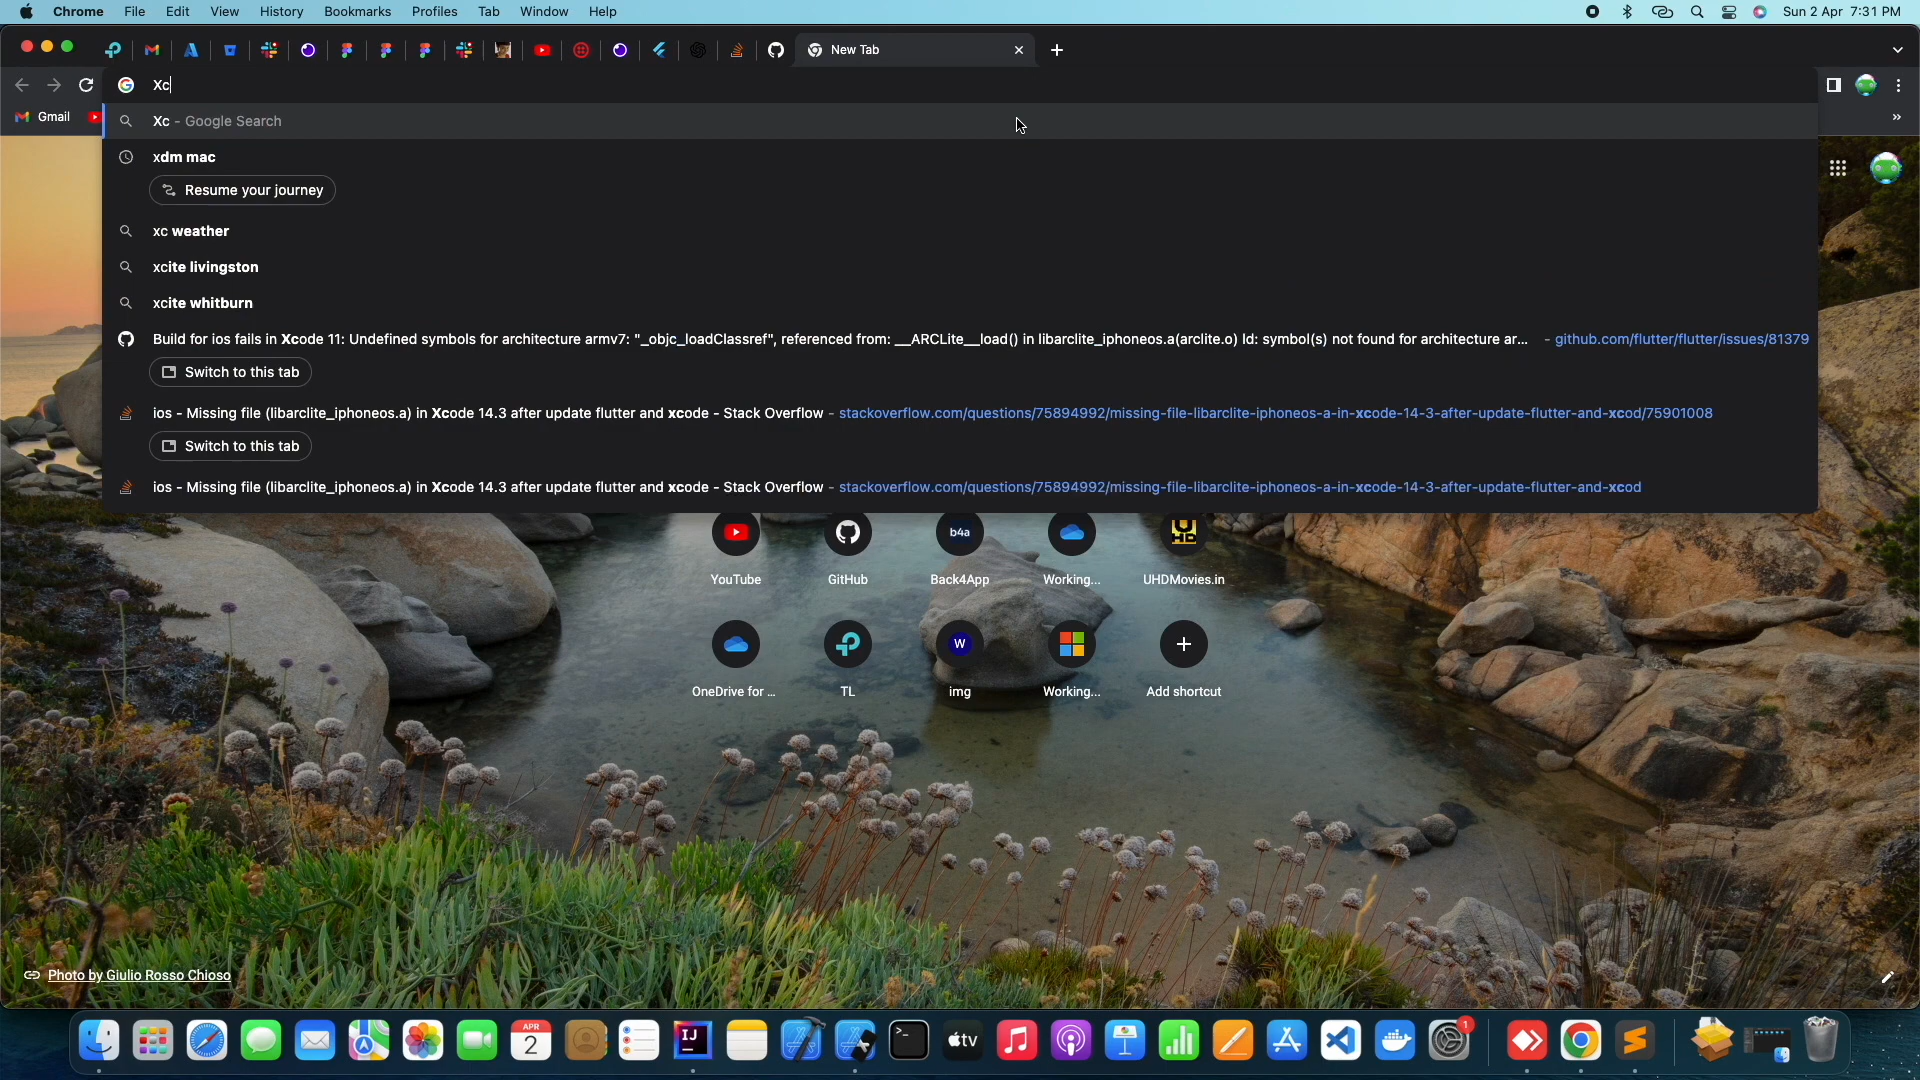 Chrome File Edit View History Bookmarks Profiles Tab Window Help Sun 2 Apr 7:31 PM
New Tab
Xc
Gmail
Xc - Google Search
xdm mac
Resume your journey
xc weather
xcite livingston
xcite whitburn
Build for ios fails in Xcode 11: Undefined symbols for architecture armv7: "_objc_loadClassref", referenced from: __ARCLite__load() in libarclite_iphoneos.a(arclite.o) ld: symbol(s) not found for architecture ar... - github.com/flutter/flutter/issues/81379
Switch to this tab
ios - Missing file (libarclite_iphoneos.a) in Xcode 14.3 after update flutter and xcode - Stack Overflow - stackoverflow.com/questions/75894992/missing-file-libarclite-iphoneos-a-in-xcode-14-3-after-update-flutter-and-xcod/75901008
Switch to this tab
ios - Missing file (libarclite_iphoneos.a) in Xcode 14.3 after update flutter and xcode - Stack Overflow - stackoverflow.com/questions/75894992/missing-file-libarclite-iphoneos-a-in-xcode-14-3-after-update-flutter-and-xcod
b4a UHD
YouTube GitHub Back4App Working... UHDMovies.in
W
OneDrive for ... TL img Working... Add shortcut
Photo by Giulio Rosso Chioso
APR
2
IJ
tv
1